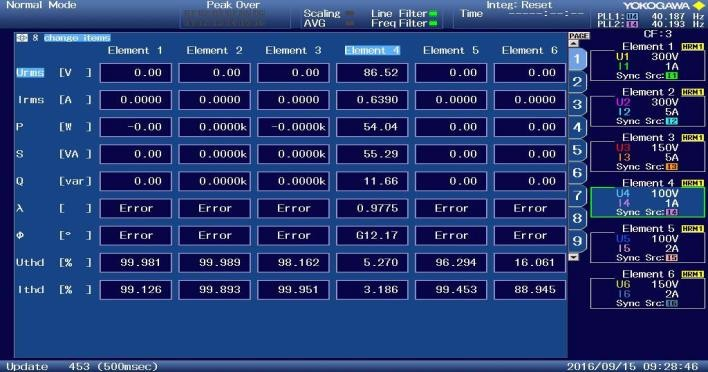 Normal Mode Peak Over Scaling Line Filter Integ: Reset YOKOGAWA
AVG Freq Filter Time -----:--:-- PLL1: U4 40.187 Hz
PLL2: I4 40.193 Hz
8 change items PAGE CF:3
Element 1 Element 2 Element 3 Element 4 Element 5 Element 6
Urms [V ] 0.00 0.00 0.00 86.52 0.00 0.00
Irms [A ] 0.0000 0.0000 0.0000 0.6390 0.0000 0.0000
P [W ] -0.00 0.0000k -0.0000k 54.04 0.00 0.00
S [VA ] 0.00 0.0000k 0.0000k 55.29 0.00 0.00
Q [var] 0.00 0.0000k 0.0000k 11.66 0.00 0.00
λ [ ] Error Error Error 0.9775 Error Error
Φ [° ] Error Error Error G12.17 Error Error
Uthd [% ] 99.981 99.989 98.162 5.270 96.294 16.061
Ithd [% ] 99.126 99.893 99.951 3.186 99.453 88.945
1
2
3
4
5
6
7
8
9
Element 1 HRM1
U1 300V
I1 1A
Sync Src: I1
Element 2 HRM1
U2 300V
I2 5A
Sync Src: I2
Element 3 HRM1
U3 150V
I3 5A
Sync Src: I3
Element 4 HRM1
U4 100V
I4 1A
Sync Src: I4
Element 5 HRM1
U5 100V
I5 2A
Sync Src: I5
Element 6 HRM1
U6 150V
I6 2A
Sync Src: I6
Update 453 (500msec) 2016/09/15 09:28:46